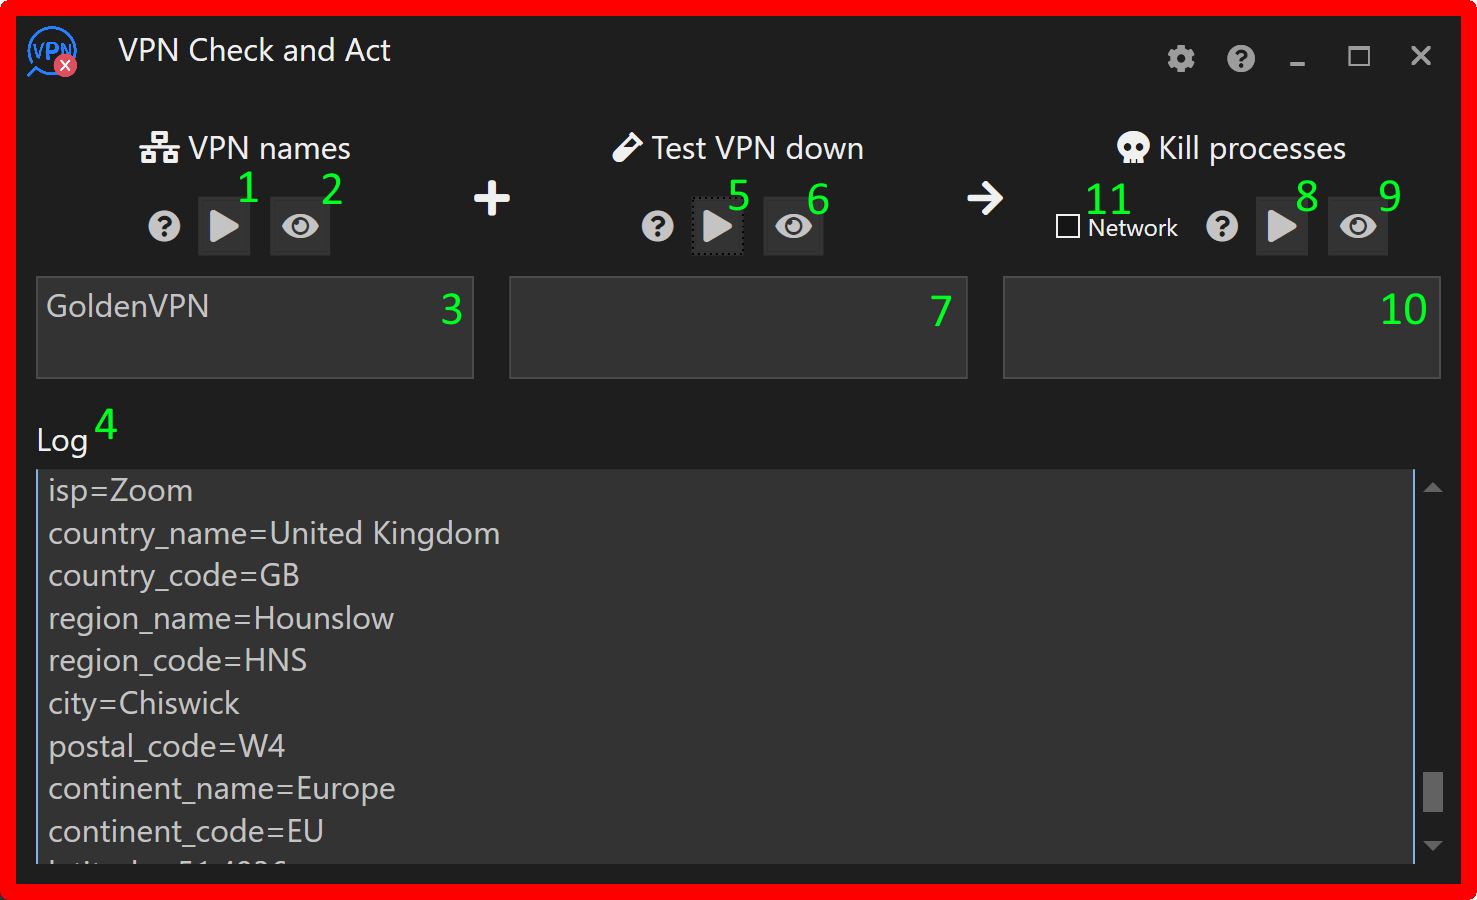 VPN
VPN Check and Act
VPN names
Test VPN down
Kill processes
1
2
5
6
11
8
9
Network
GoldenVPN
3
7
10
Log
4
isp=Zoom
country_name=United Kingdom
country_code=GB
region_name=Hounslow
region_code=HNS
city=Chiswick
postal_code=W4
continent_name=Europe
continent_code=EU